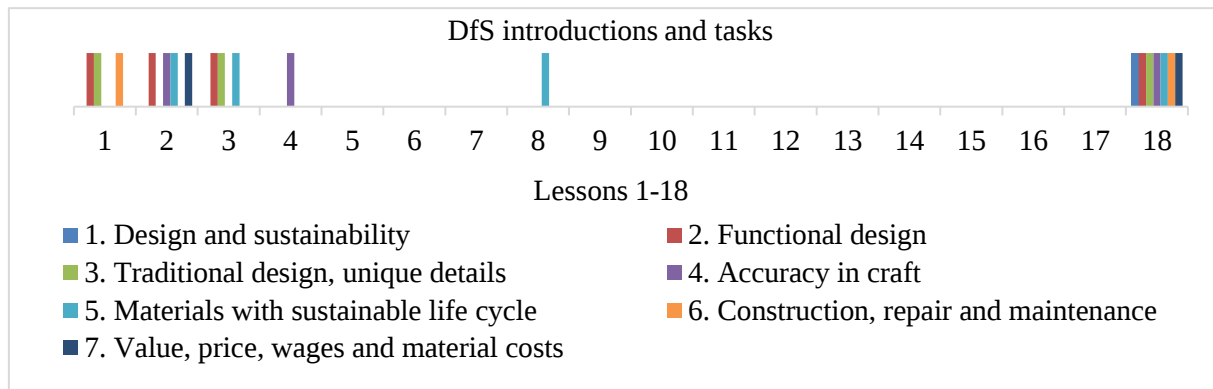 DfS introductions and tasks
1 2 3 4 5 6 7 8 9 10 11 12 13 14 15 16 17 18
Lessons 1-18
1. Design and sustainability 2. Functional design
3. Traditional design, unique details 4. Accuracy in craft
5. Materials with sustainable life cycle 6. Construction, repair and maintenance
7. Value, price, wages and material costs